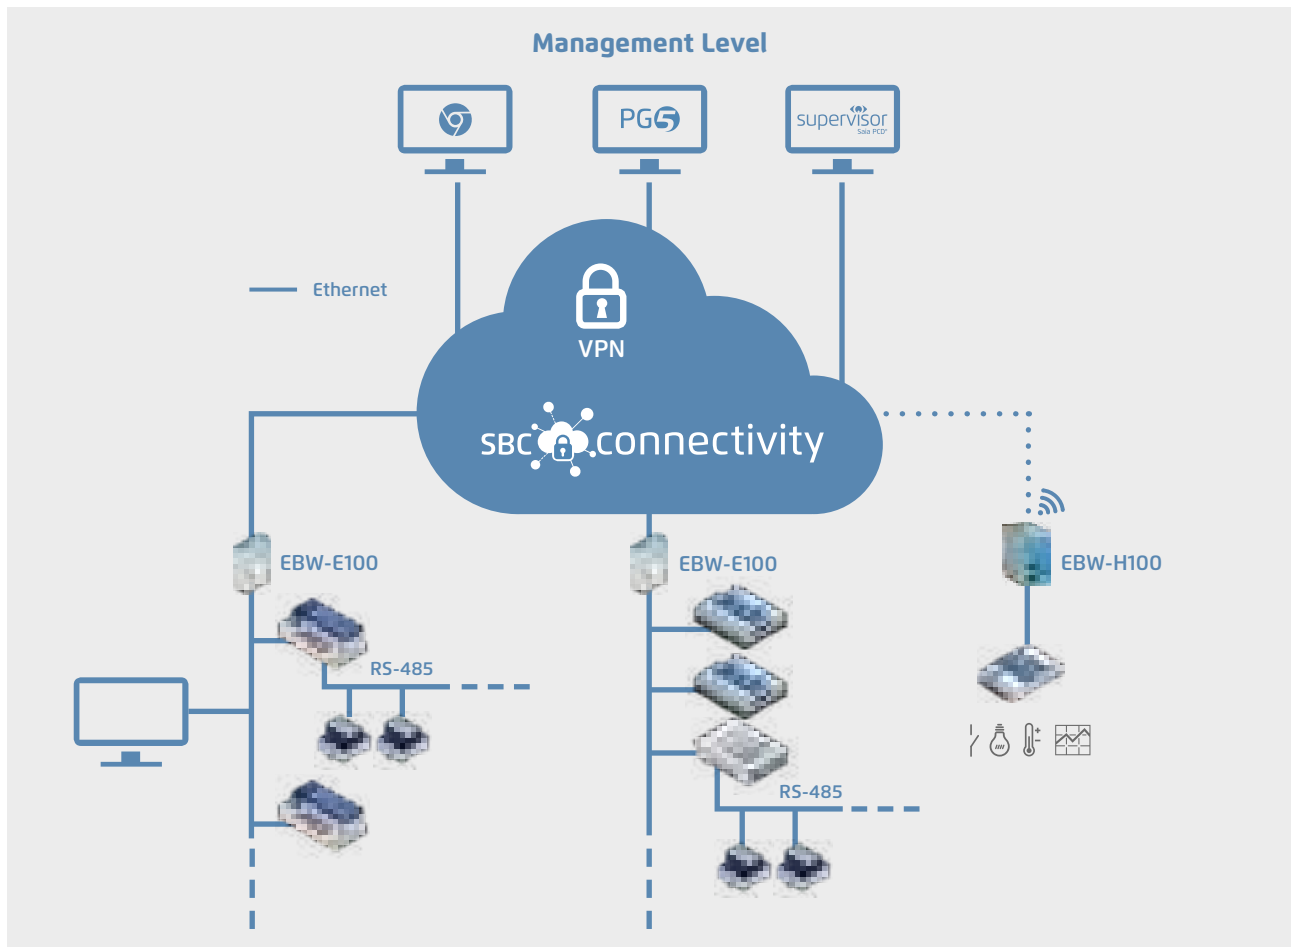 Management Level
PG5
supervisor
Saia PCD®
Ethernet
VPN
SBC connectivity
EBW-E100
EBW-E100
EBW-H100
RS-485
RS-485